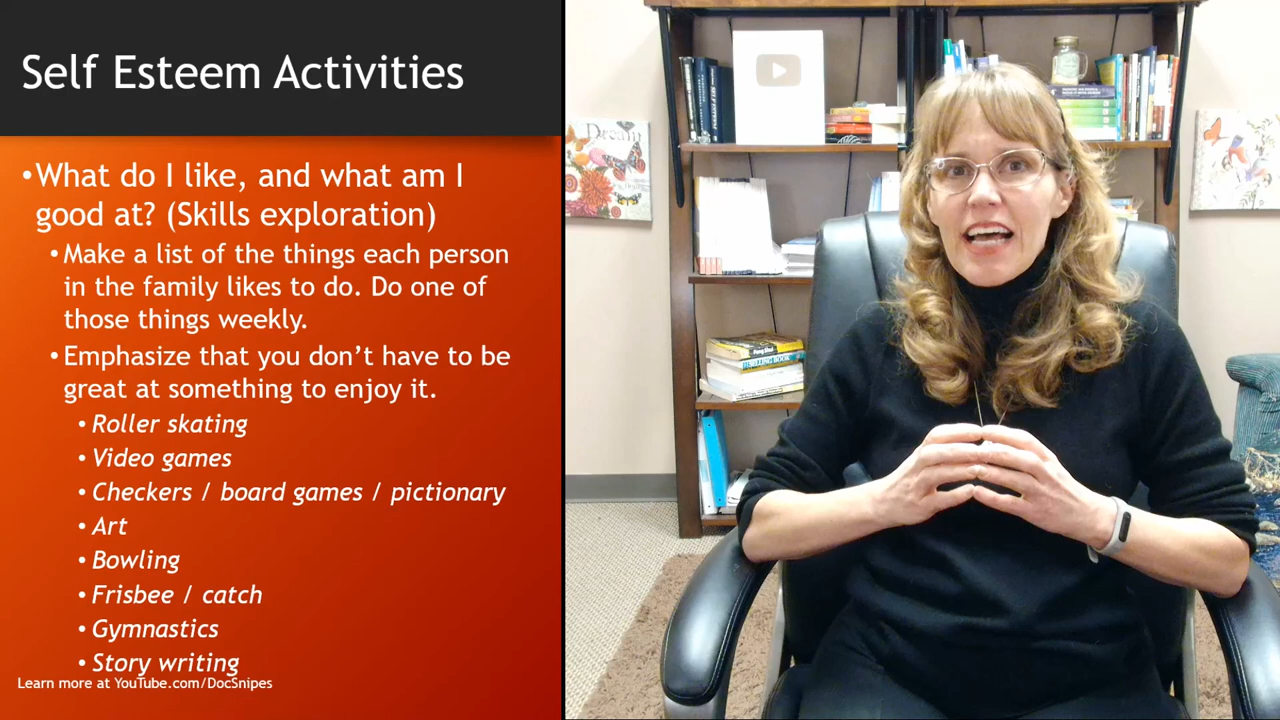 Self Esteem Activities
•What do I like, and what am I
good at? (Skills exploration)
• Make a list of the things each person
in the family likes to do. Do one of
those things weekly.
• Emphasize that you don’t have to be
great at something to enjoy it.
• Roller skating
• Video games
• Checkers / board games / pictionary
• Art
• Bowling
• Frisbee / catch
• Gymnastics
• Story writing
Learn more at YouTube.com/DocSnipes
Dream